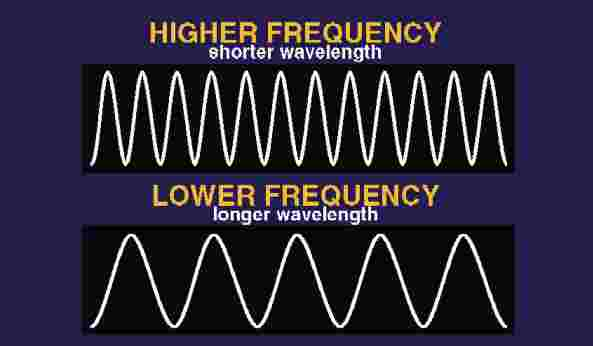 HIGHER FREQUENCY
shorter wavelength
LOWER FREQUENCY
longer wavelength